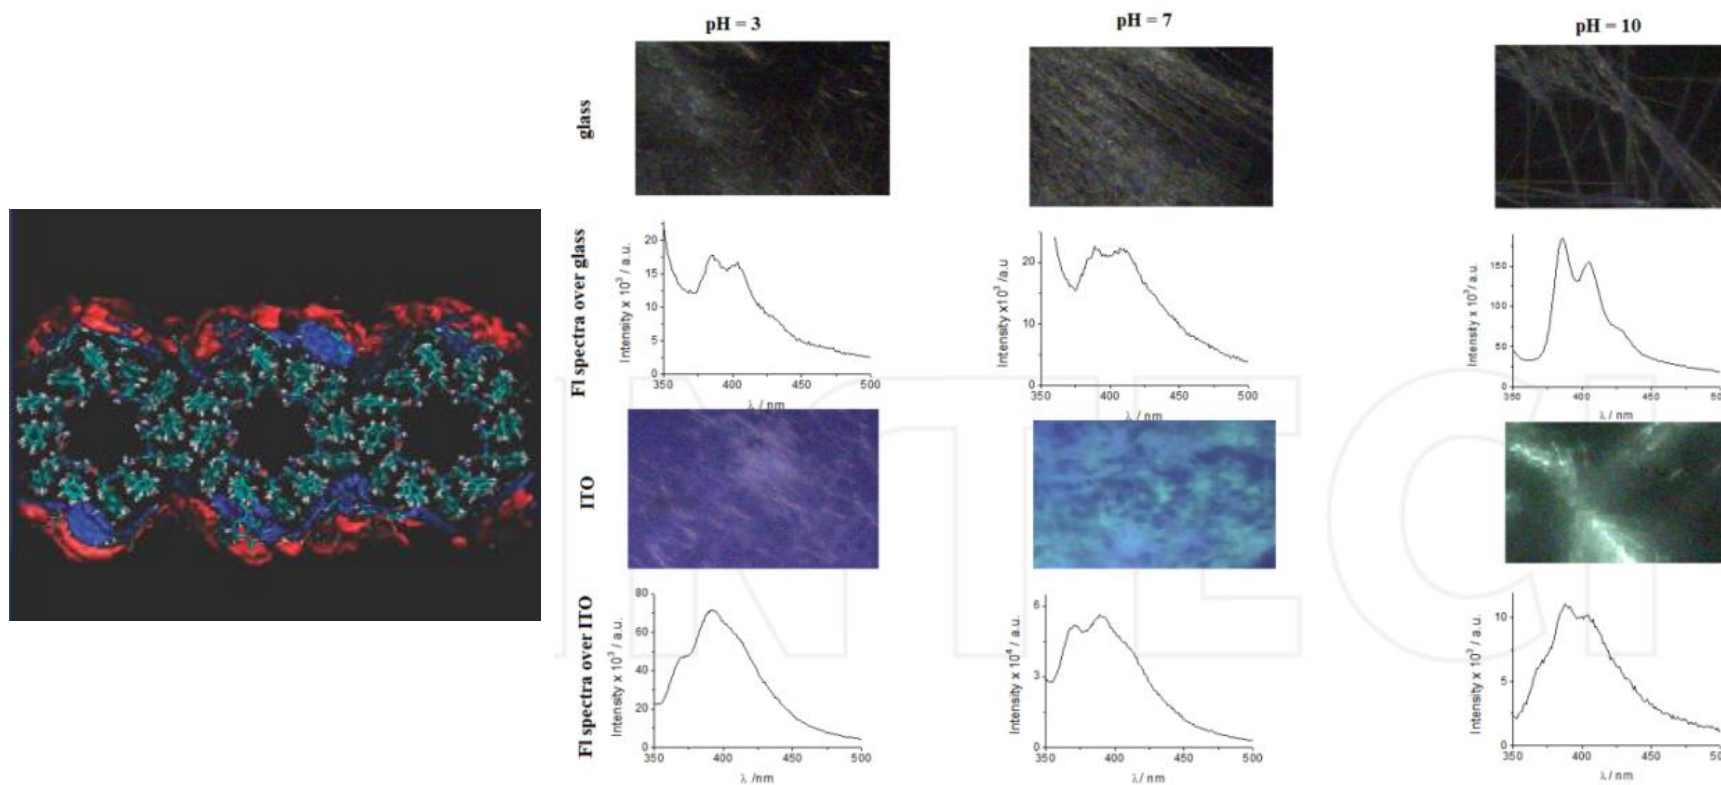 pH = 3
pH = 7
pH = 10
glass
Fl spectra over glass
Intensity x 10³ / a.u.
20
15
10
5
0
350
400
450
500
λ / nm
Intensity x10³ /a.u
20
10
0
350
400
450
500
λ / nm
Intensity x 10³/ a.u.
150
100
50
0
350
400
450
λ / nm
ITO
Fl spectra over ITO
Intensity x 10³ / a.u.
80
60
40
20
0
350
400
450
500
λ /nm
Intensity x 10⁴ / a.u.
6
3
0
350
400
450
500
λ / nm
Intensity x 10³ / a.u.
10
5
0
350
400
450
λ / nm